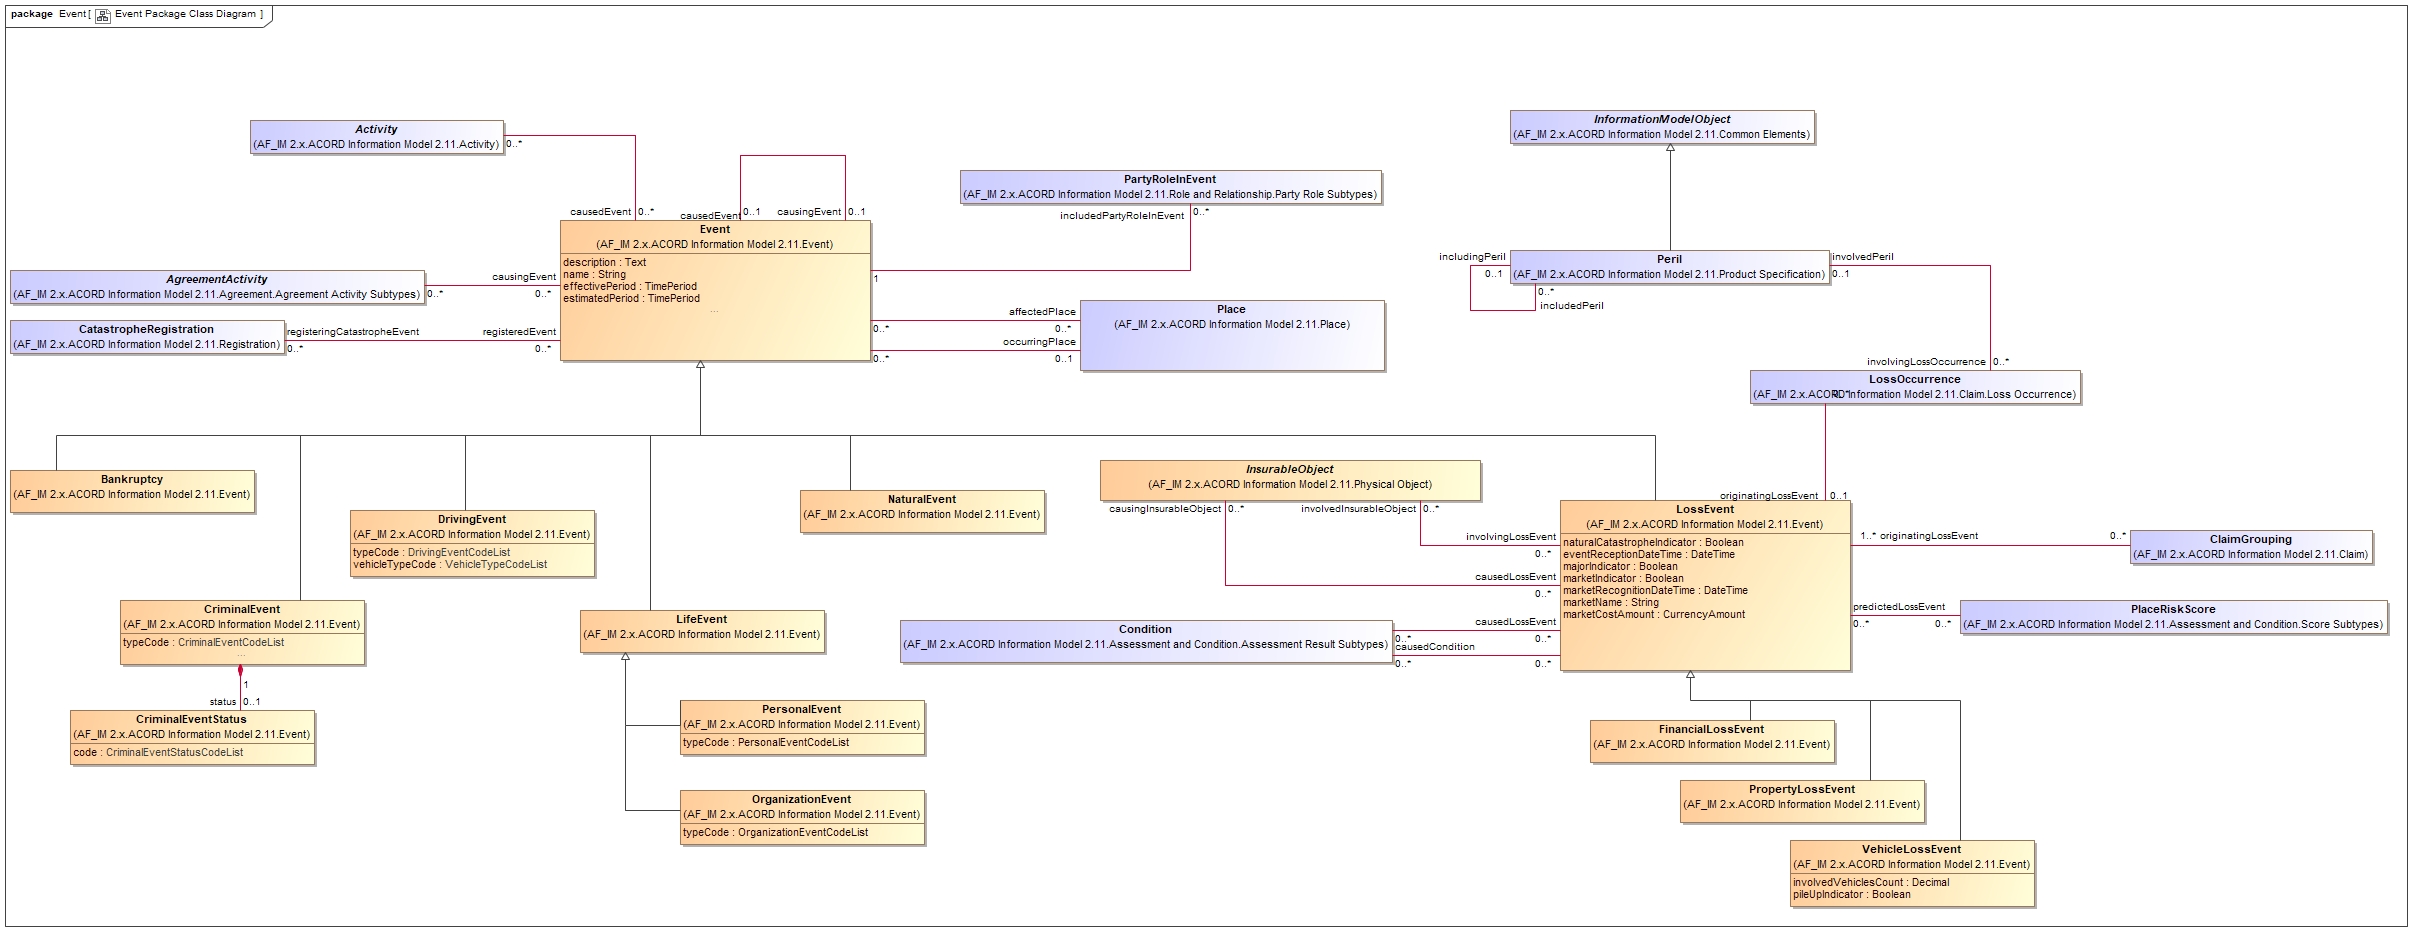 package Event [ Event Package Class Diagram ]
Activity
(AF_IM 2.x.ACORD Information Model 2.11.Activity)
0..*
causedEvent 0..*
causedEvent 0..1
causingEvent 0..1
Event
(AF_IM 2.x.ACORD Information Model 2.11.Event)
description : Text
name : String
effectivePeriod : TimePeriod
estimatedPeriod : TimePeriod
...
PartyRoleInEvent
(AF_IM 2.x.ACORD Information Model 2.11.Role and Relationship.Party Role Subtypes)
includedPartyRoleInEvent 0..*
1
InformationModelObject
(AF_IM 2.x.ACORD Information Model 2.11.Common Elements)
AgreementActivity
(AF_IM 2.x.ACORD Information Model 2.11.Agreement.Agreement Activity Subtypes)
causingEvent
0..*
0..*
CatastropheRegistration
(AF_IM 2.x.ACORD Information Model 2.11.Registration)
registeringCatastropheEvent
0..*
registeredEvent
0..*
affectedPlace
0..*
0..*
occurringPlace
0..*
0..1
Place
(AF_IM 2.x.ACORD Information Model 2.11.Place)
includingPeril
0..1
Peril
(AF_IM 2.x.ACORD Information Model 2.11.Product Specification)
0..*
includedPeril
involvedPeril
0..1
involvingLossOccurrence 0..*
LossOccurrence
(AF_IM 2.x.ACORD Information Model 2.11.Claim.Loss Occurrence)
0..*
originatingLossEvent 0..1
Bankruptcy
(AF_IM 2.x.ACORD Information Model 2.11.Event)
DrivingEvent
(AF_IM 2.x.ACORD Information Model 2.11.Event)
typeCode : DrivingEventCodeList
vehicleTypeCode : VehicleTypeCodeList
NaturalEvent
(AF_IM 2.x.ACORD Information Model 2.11.Event)
InsurableObject
(AF_IM 2.x.ACORD Information Model 2.11.Physical Object)
causingInsurableObject 0..*
involvedInsurableObject 0..*
involvingLossEvent
0..*
causedLossEvent
0..*
LossEvent
(AF_IM 2.x.ACORD Information Model 2.11.Event)
naturalCatastropheIndicator : Boolean
eventReceptionDateTime : DateTime
majorIndicator : Boolean
marketIndicator : Boolean
marketRecognitionDateTime : DateTime
marketName : String
marketCostAmount : CurrencyAmount
1..* originatingLossEvent
0..*
ClaimGrouping
(AF_IM 2.x.ACORD Information Model 2.11.Claim)
predictedLossEvent
0..*
0..*
PlaceRiskScore
(AF_IM 2.x.ACORD Information Model 2.11.Assessment and Condition.Score Subtypes)
CriminalEvent
(AF_IM 2.x.ACORD Information Model 2.11.Event)
typeCode : CriminalEventCodeList
...
1
status 0..1
CriminalEventStatus
(AF_IM 2.x.ACORD Information Model 2.11.Event)
code : CriminalEventStatusCodeList
LifeEvent
(AF_IM 2.x.ACORD Information Model 2.11.Event)
Condition
(AF_IM 2.x.ACORD Information Model 2.11.Assessment and Condition.Assessment Result Subtypes)
causedLossEvent
0..*
0..*
causedCondition
0..*
0..*
PersonalEvent
(AF_IM 2.x.ACORD Information Model 2.11.Event)
typeCode : PersonalEventCodeList
OrganizationEvent
(AF_IM 2.x.ACORD Information Model 2.11.Event)
typeCode : OrganizationEventCodeList
FinancialLossEvent
(AF_IM 2.x.ACORD Information Model 2.11.Event)
PropertyLossEvent
(AF_IM 2.x.ACORD Information Model 2.11.Event)
VehicleLossEvent
(AF_IM 2.x.ACORD Information Model 2.11.Event)
involvedVehiclesCount : Decimal
pileUpIndicator : Boolean